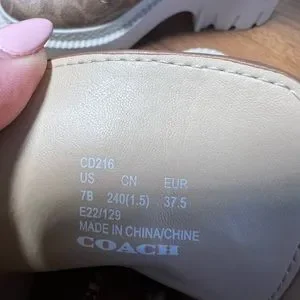 CD216
US CN EUR
7B 240(1.5) 37.5
E22/129
MADE IN CHINA/CHINE
COACH